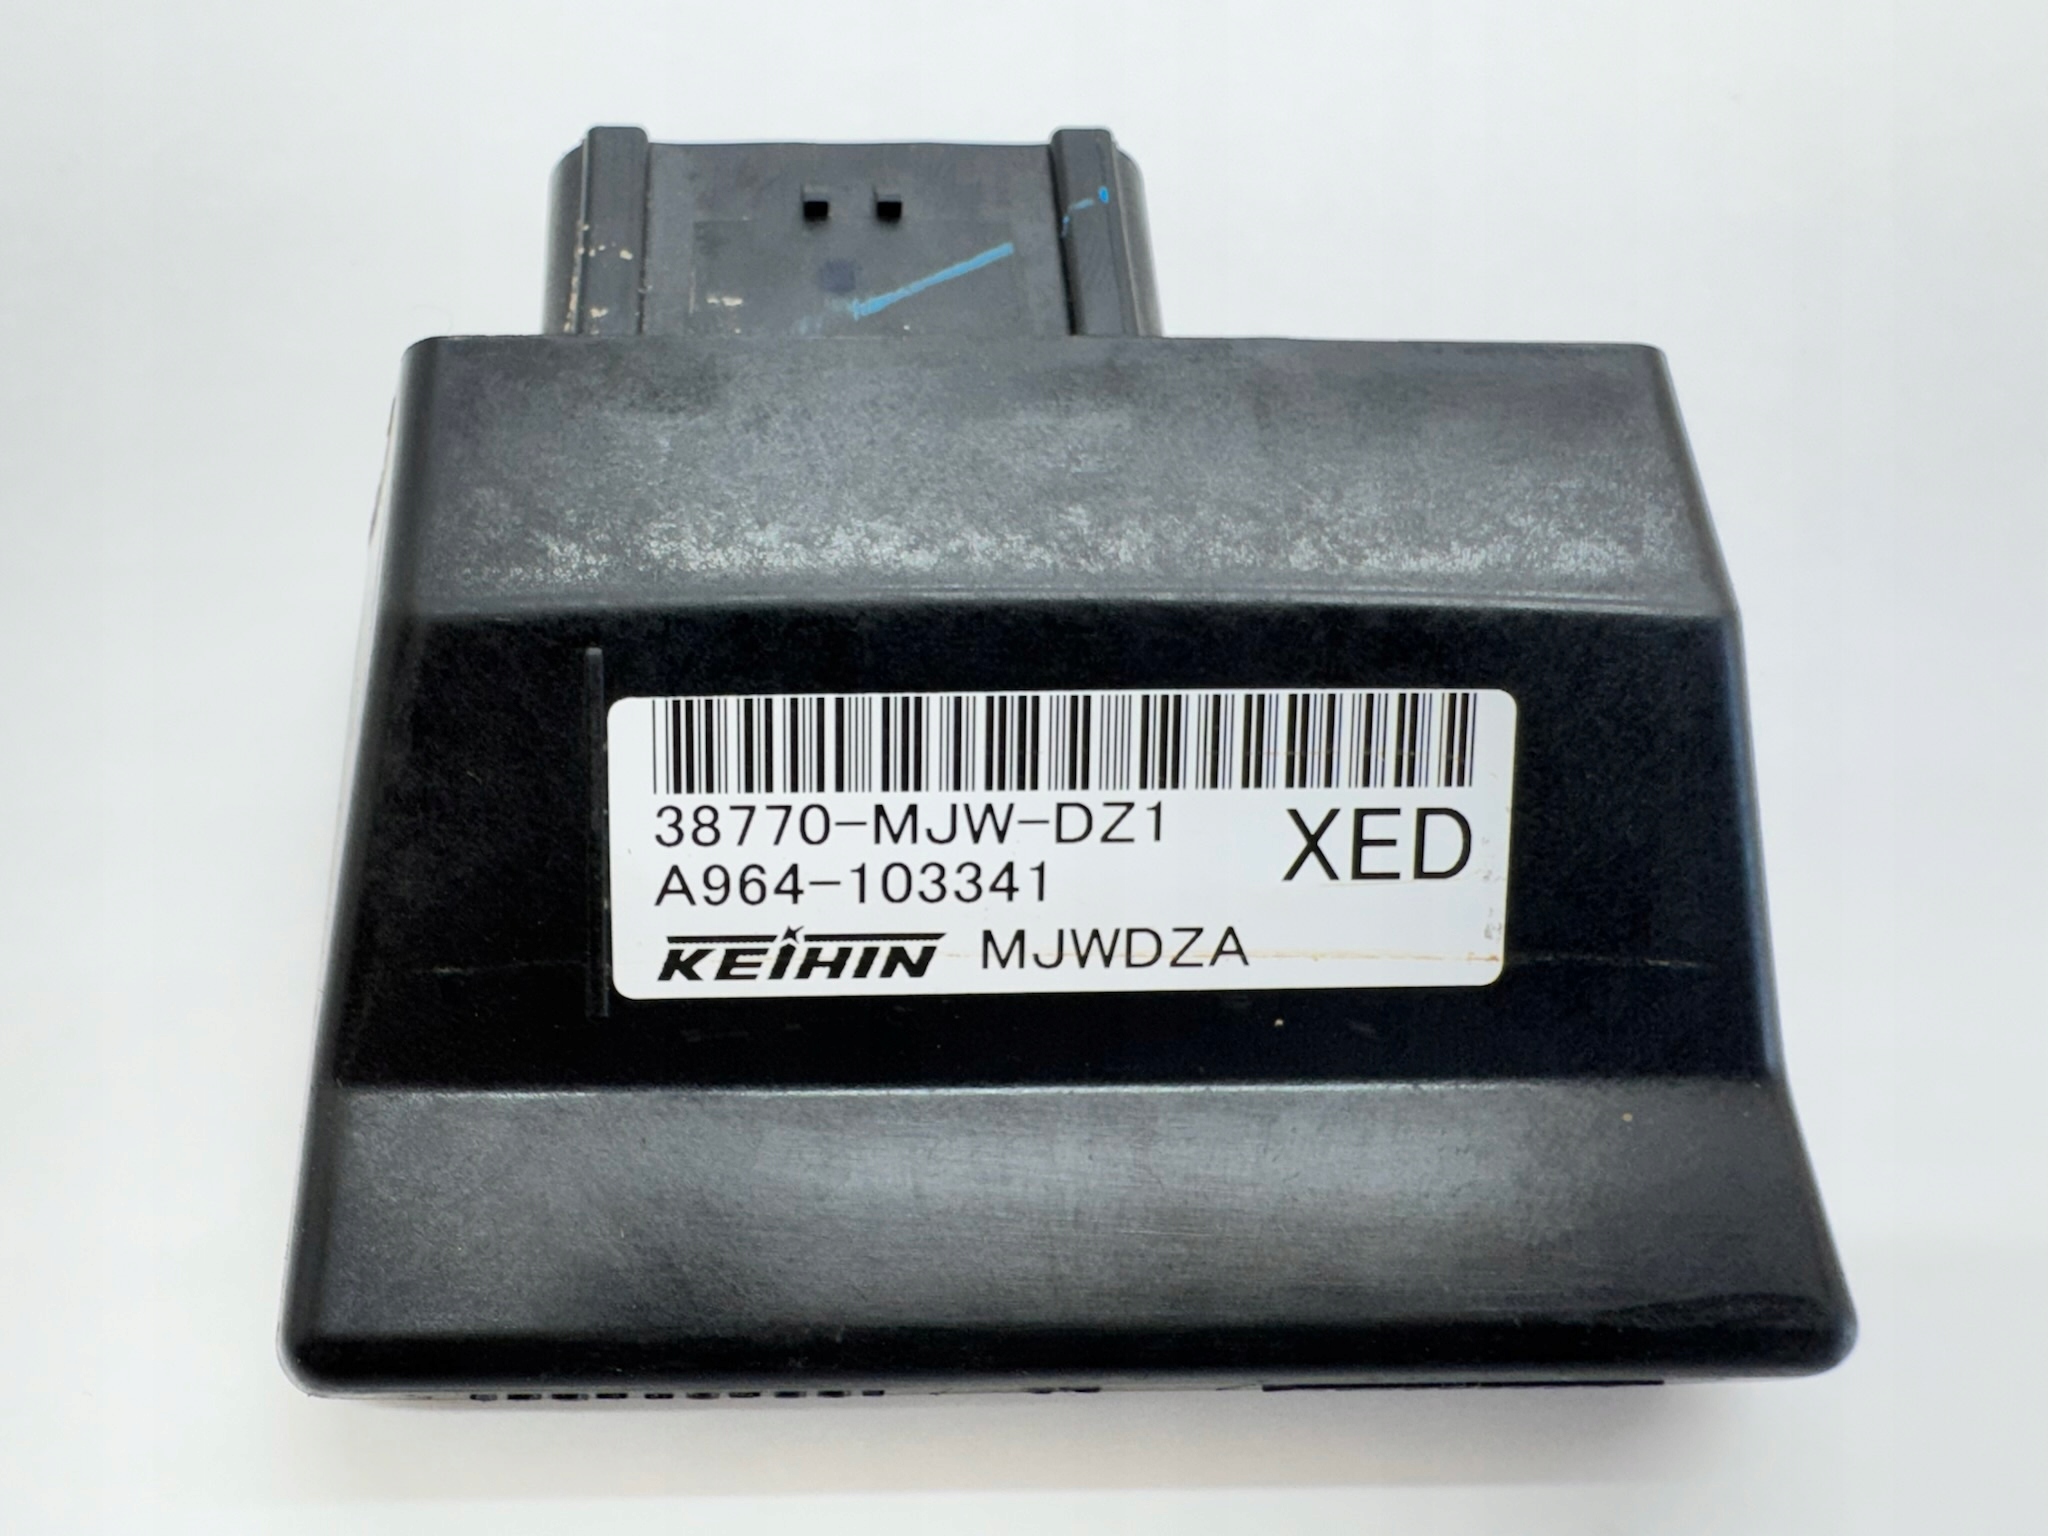 38770-MJW-DZ1
XED
A964-103341
KEIHIN MJWDZA